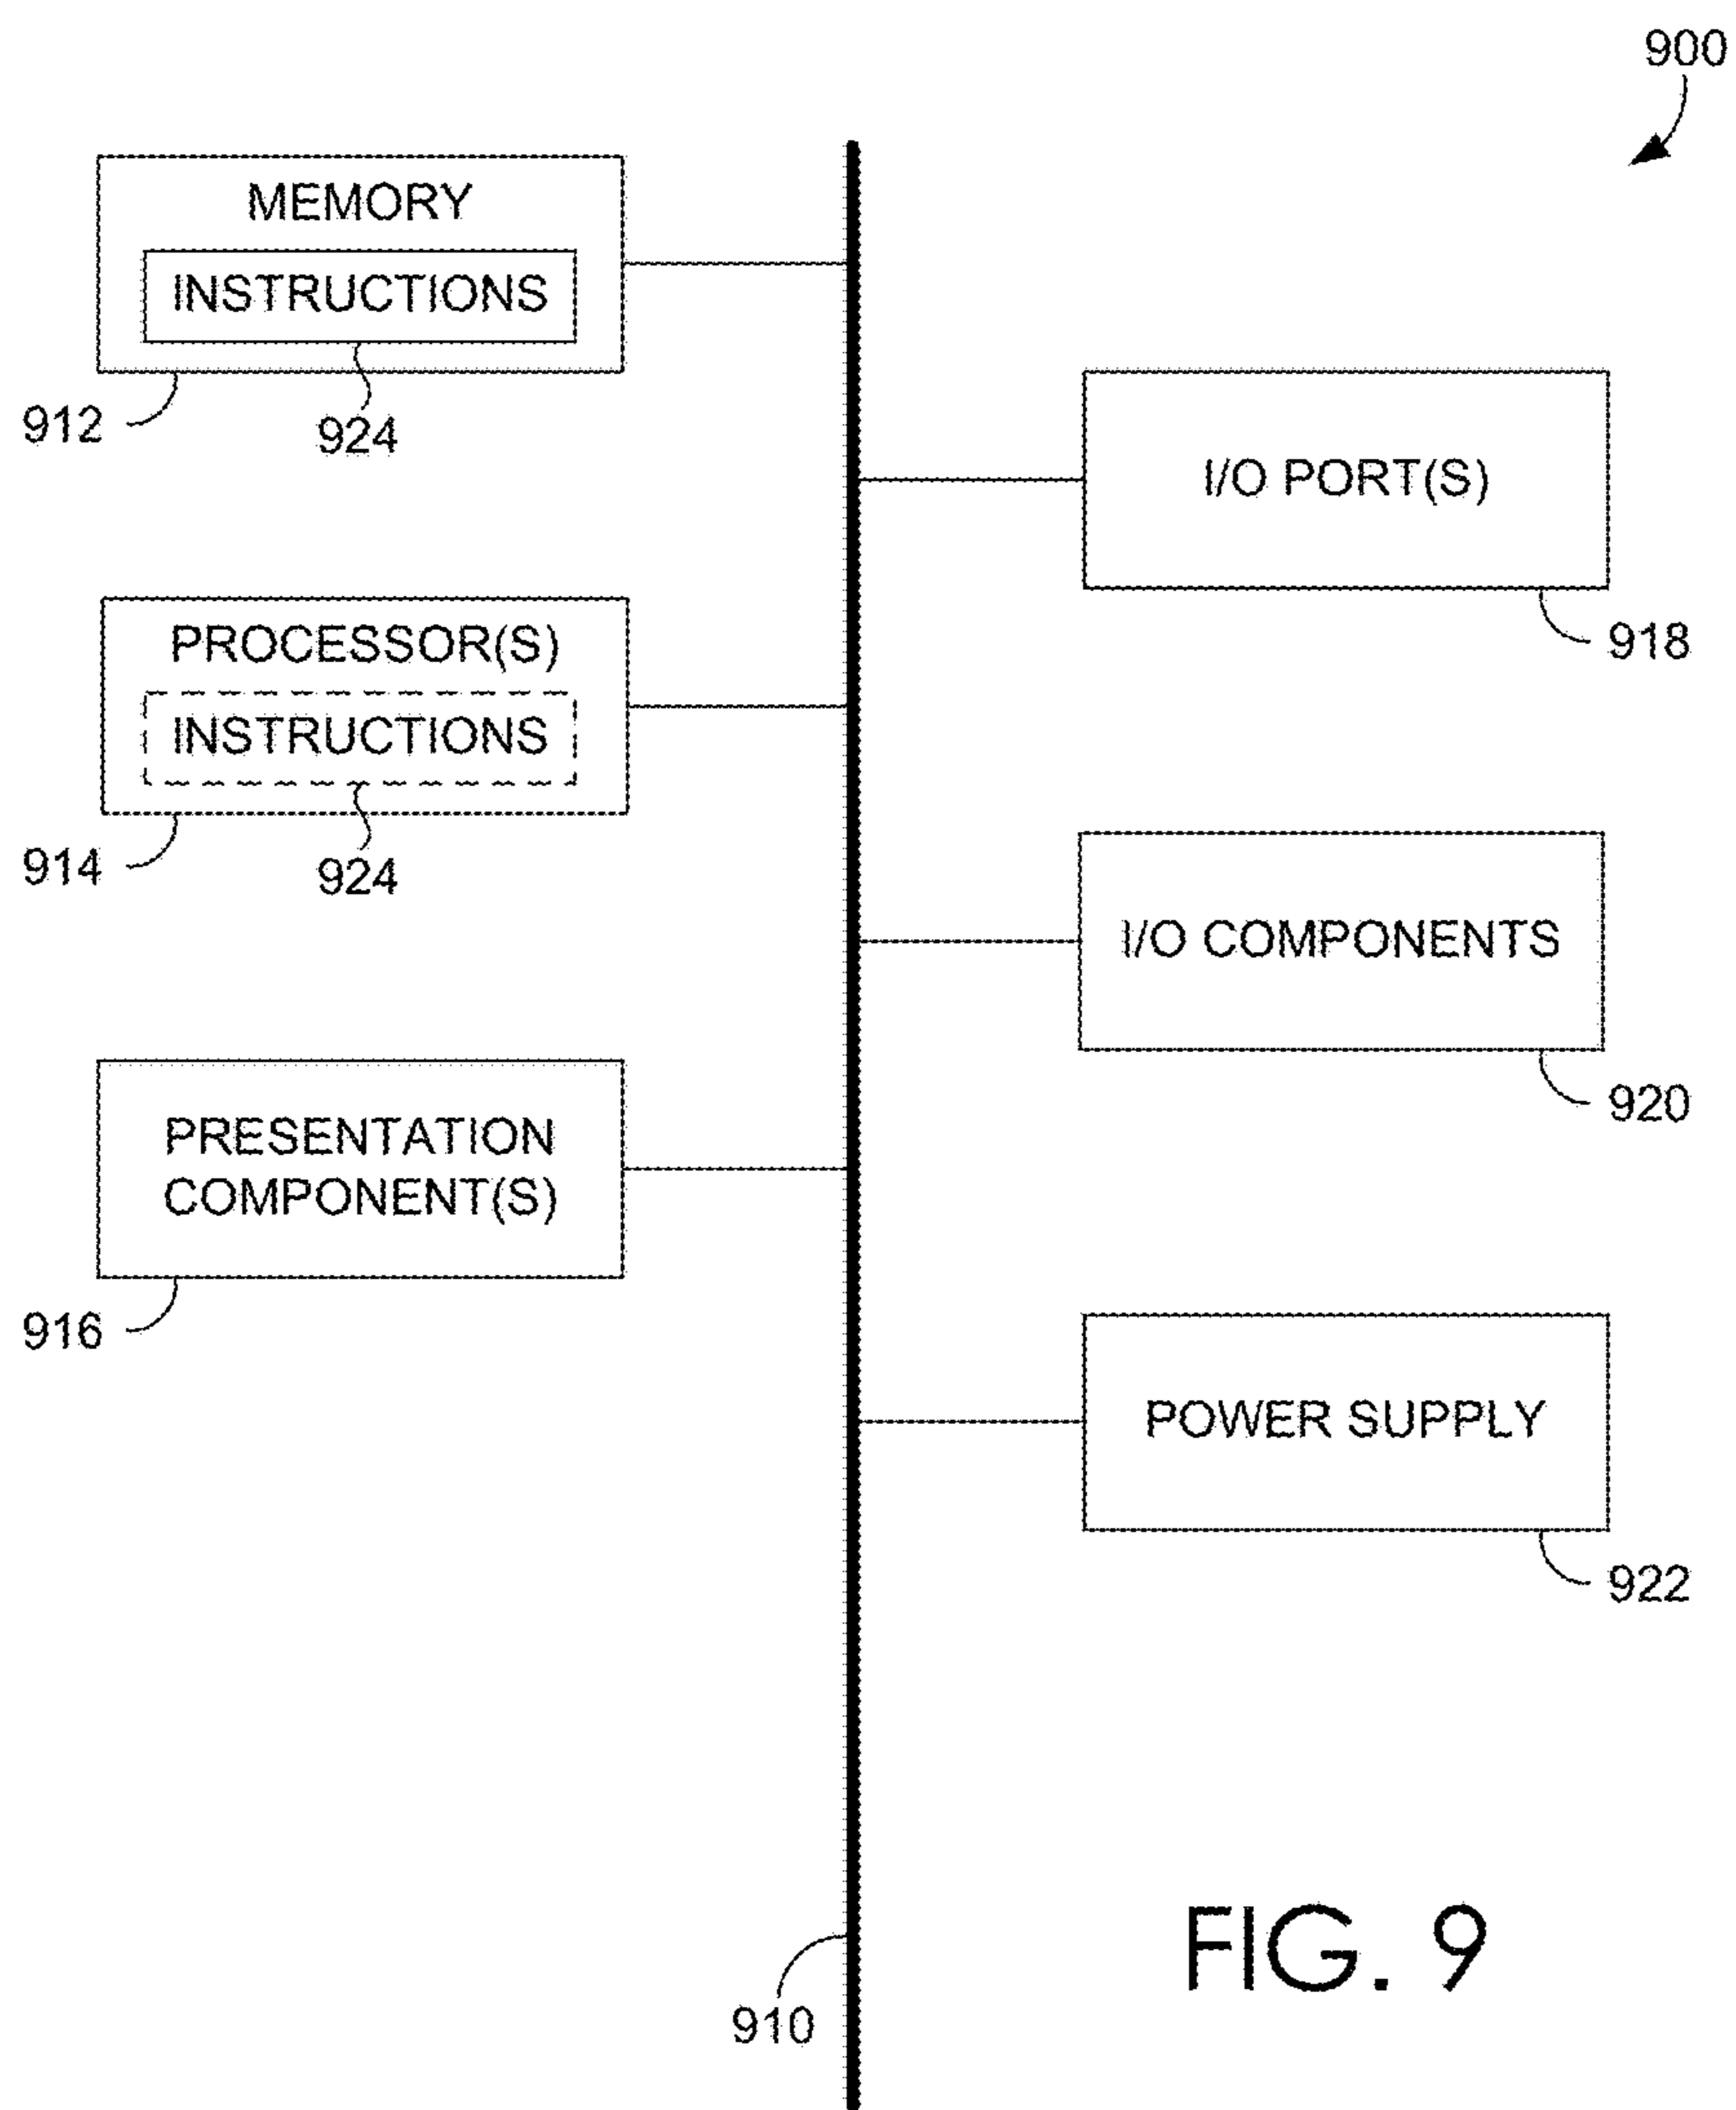 900
MEMORY
INSTRUCTIONS
912
924
I/O PORT(S)
918
PROCESSOR(S)
INSTRUCTIONS
914
924
I/O COMPONENTS
920
PRESENTATION
COMPONENT(S)
916
POWER SUPPLY
922
910
FIG. 9